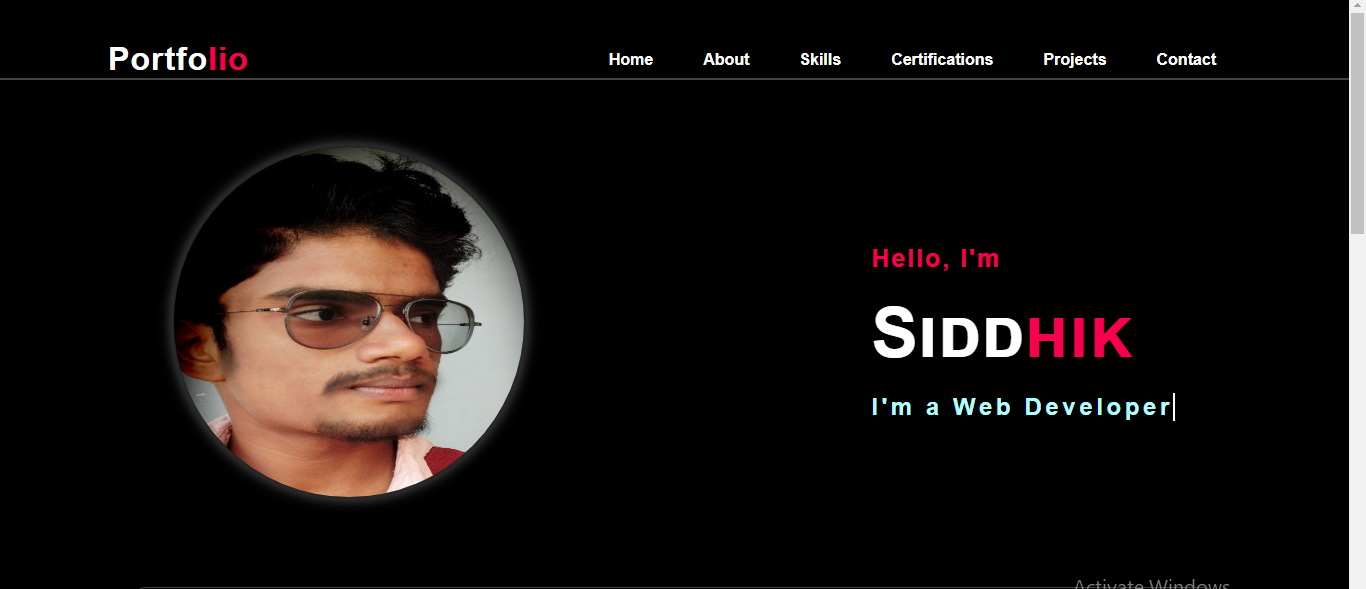 Portfolio
Home About Skills Certifications Projects Contact
Hello, I'm
Siddhik
I'm a Web Developer
Activate Windows